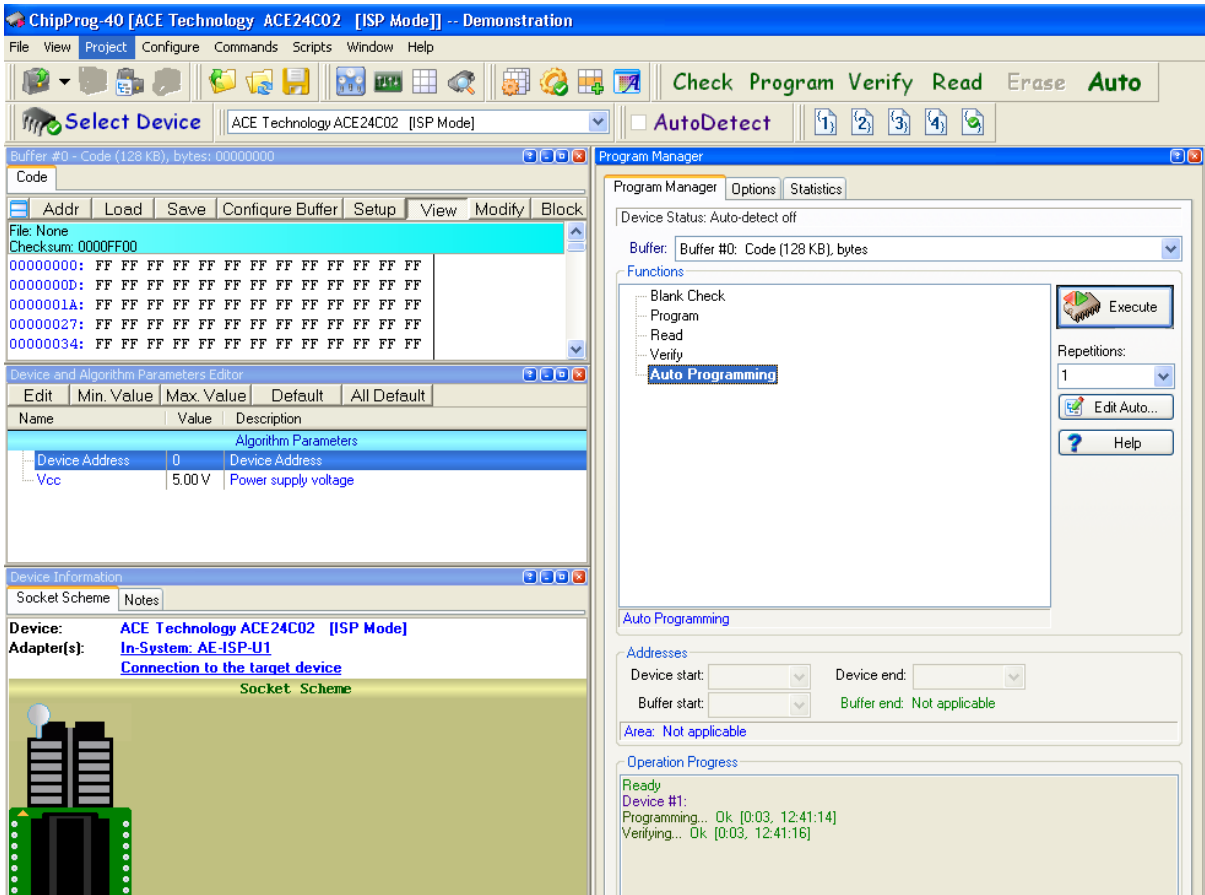 ChipProg-40 [ACE Technology ACE24C02 [ISP Mode]] -- Demonstration
File View Project Configure Commands Scripts Window Help
Check Program Verify Read Erase Auto
Select Device ACE Technology ACE24C02 [ISP Mode] AutoDetect {1} {2} {3} {4}
Buffer #0 - Code (128 KB), bytes: 00000000
Code
Addr Load Save Configure Buffer Setup View Modify Block
File: None
Checksum: 0000FF00
00000000: FF FF FF FF FF FF FF FF FF FF FF FF FF
0000000D: FF FF FF FF FF FF FF FF FF FF FF FF FF
0000001A: FF FF FF FF FF FF FF FF FF FF FF FF FF
00000027: FF FF FF FF FF FF FF FF FF FF FF FF FF
00000034: FF FF FF FF FF FF FF FF FF FF FF FF FF
Device and Algorithm Parameters Editor
Edit Min. Value Max. Value Default All Default
Name Value Description
Algorithm Parameters
Device Address 0 Device Address
Vcc 5.00 V Power supply voltage
Device Information
Socket Scheme Notes
Device: ACE Technology ACE24C02 [ISP Mode]
Adapter(s): In-System: AE-ISP-U1
Connection to the target device
Socket Scheme
Program Manager
Program Manager Options Statistics
Device Status: Auto-detect off
Buffer: Buffer #0: Code (128 KB), bytes
Functions
Blank Check
Program
Read
Verify
Auto Programming
Execute
Repetitions:
1
Edit Auto...
Help
Auto Programming
Addresses
Device start: Device end:
Buffer start: Buffer end: Not applicable
Area: Not applicable
Operation Progress
Ready
Device #1:
Programming... Ok [0:03, 12:41:14]
Verifying... Ok [0:03, 12:41:16]